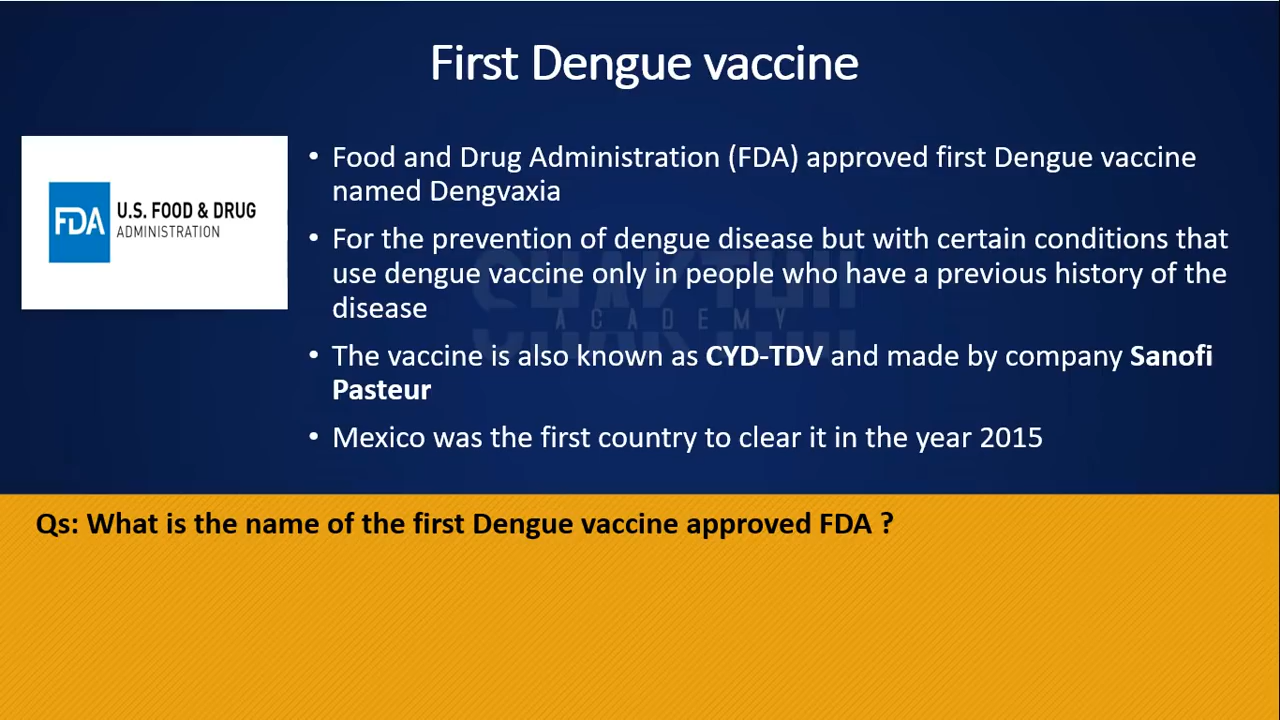 First Dengue vaccine
FDA U.S. FOOD & DRUG
ADMINISTRATION
• Food and Drug Administration (FDA) approved first Dengue vaccine
named Dengvaxia
• For the prevention of dengue disease but with certain conditions that
use dengue vaccine only in people who have a previous history of the
disease
• The vaccine is also known as CYD-TDV and made by company Sanofi
Pasteur
• Mexico was the first country to clear it in the year 2015
ACADEMY
Qs: What is the name of the first Dengue vaccine approved FDA ?